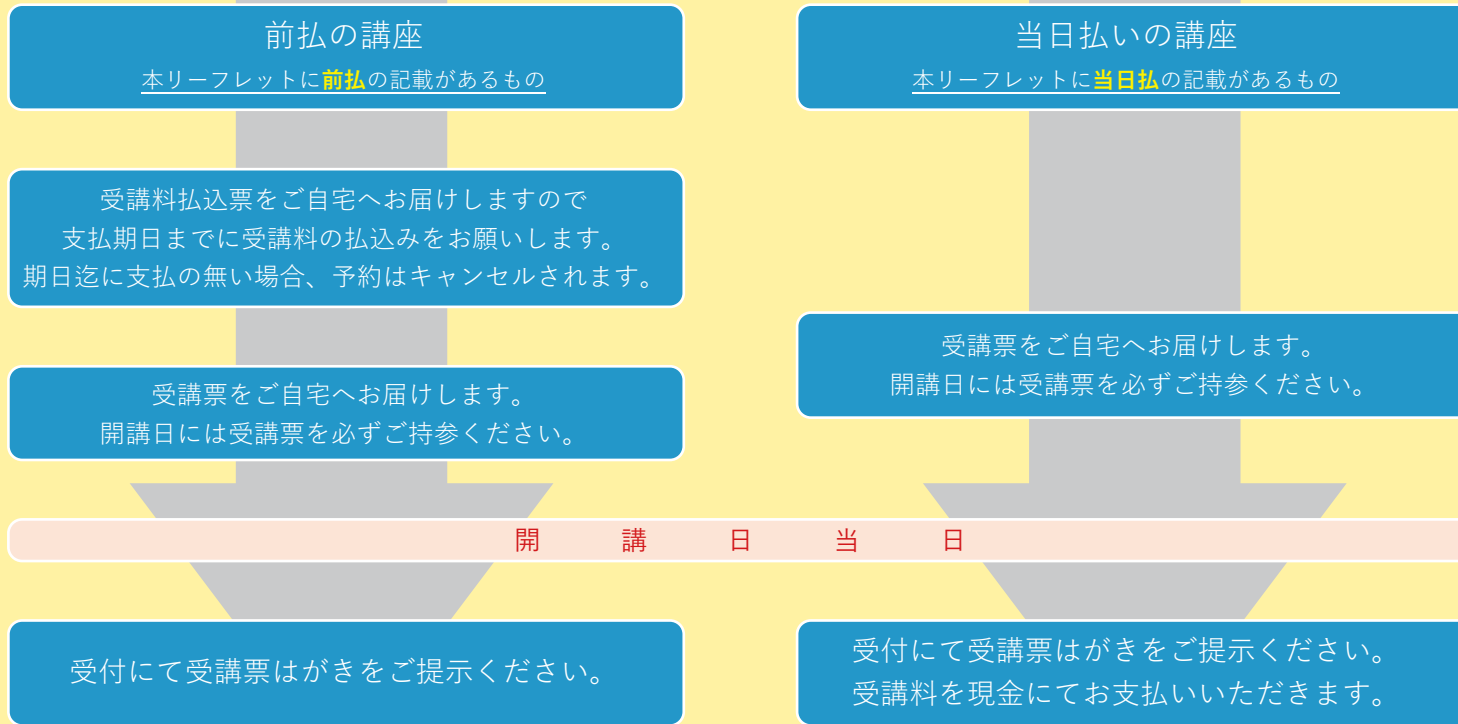 前払の講座
本リーフレットに前払の記載があるもの
受講料払込票をご自宅へお届けしますので
支払期日までに受講料の払込みをお願いします。
期日迄に支払の無い場合、予約はキャンセルされます。
受講票をご自宅へお届けします。
開講日には受講票を必ずご持参ください。
当日払いの講座
本リーフレットに当日払の記載があるもの
受講票をご自宅へお届けします。
開講日には受講票を必ずご持参ください。
開講日当日
受付にて受講票はがきをご提示ください。
受付にて受講票はがきをご提示ください。
受講料を現金にてお支払いいただきます。